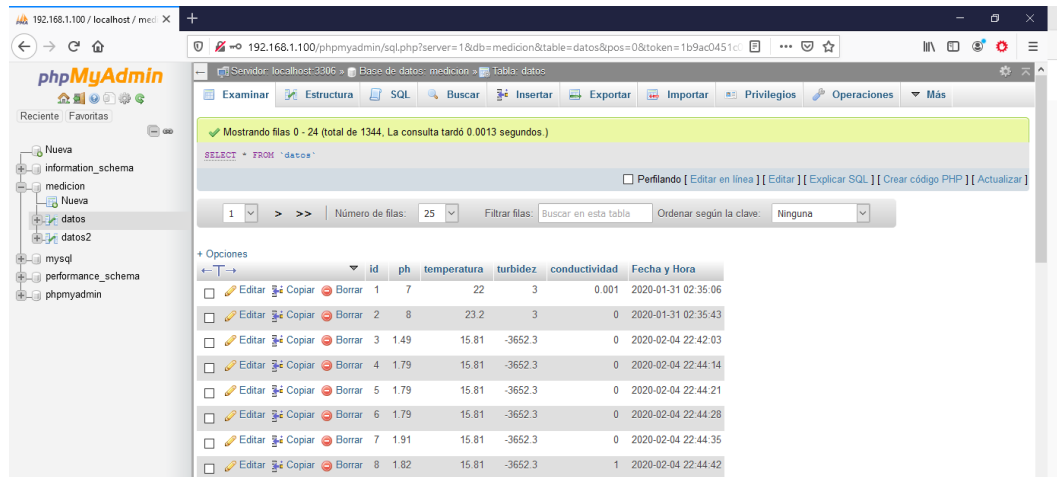 192.168.1.100 / localhost / med
192.168.1.100/phpmyadmin/sql.php?server=1&db=medicion&table=datos&pos=0&token=1b9ac0451c
phpMyAdmin
Reciente Favoritas
Nueva
information_schema
medicion
Nueva
datos
datos2
mysql
performance_schema
phpmyadmin
Servidor: localhost:3306 » Base de datos: medicion » Tabla: datos
Examinar Estructura SQL Buscar Insertar Exportar Importar Privilegios Operaciones Más
Mostrando filas 0 - 24 (total de 1344, La consulta tardó 0.0013 segundos.)
SELECT * FROM `datos`
Perfilando [ Editar en línea ] [ Editar ] [ Explicar SQL ] [ Crear código PHP ] [ Actualizar ]
1 > >> Número de filas: 25 Filtrar filas: Buscar en esta tabla Ordenar según la clave: Ninguna
+ Opciones
←T→ id ph temperatura turbidez conductividad Fecha y Hora
Editar Copiar Borrar 1 7 22 3 0.001 2020-01-31 02:35:06
Editar Copiar Borrar 2 8 23.2 3 0 2020-01-31 02:35:43
Editar Copiar Borrar 3 1.49 15.81 -3652.3 0 2020-02-04 22:42:03
Editar Copiar Borrar 4 1.79 15.81 -3652.3 0 2020-02-04 22:44:14
Editar Copiar Borrar 5 1.79 15.81 -3652.3 0 2020-02-04 22:44:21
Editar Copiar Borrar 6 1.79 15.81 -3652.3 0 2020-02-04 22:44:28
Editar Copiar Borrar 7 1.91 15.81 -3652.3 0 2020-02-04 22:44:35
Editar Copiar Borrar 8 1.82 15.81 -3652.3 1 2020-02-04 22:44:42